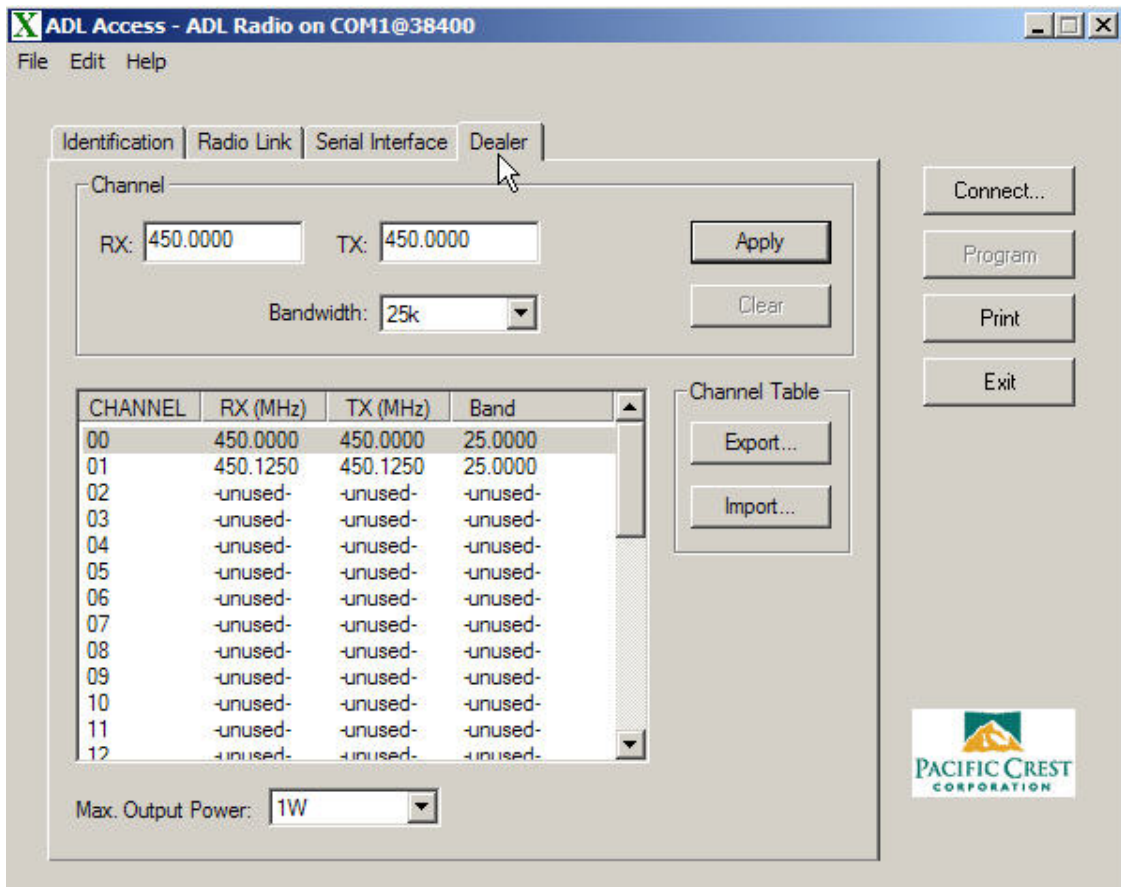 ADL Access - ADL Radio on COM1@38400
File Edit Help
Identification Radio Link Serial Interface Dealer
Channel
RX: 450.0000 TX: 450.0000 Apply
Bandwidth: 25k Clear
Connect...
Program
Print
Exit
CHANNEL RX (MHz) TX (MHz) Band
00 450.0000 450.0000 25.0000
01 450.1250 450.1250 25.0000
02 -unused- -unused- -unused-
03 -unused- -unused- -unused-
04 -unused- -unused- -unused-
05 -unused- -unused- -unused-
06 -unused- -unused- -unused-
07 -unused- -unused- -unused-
08 -unused- -unused- -unused-
09 -unused- -unused- -unused-
10 -unused- -unused- -unused-
11 -unused- -unused- -unused-
12 -unused- -unused- -unused-
Channel Table
Export...
Import...
Max. Output Power: 1W
PACIFIC CREST
CORPORATION